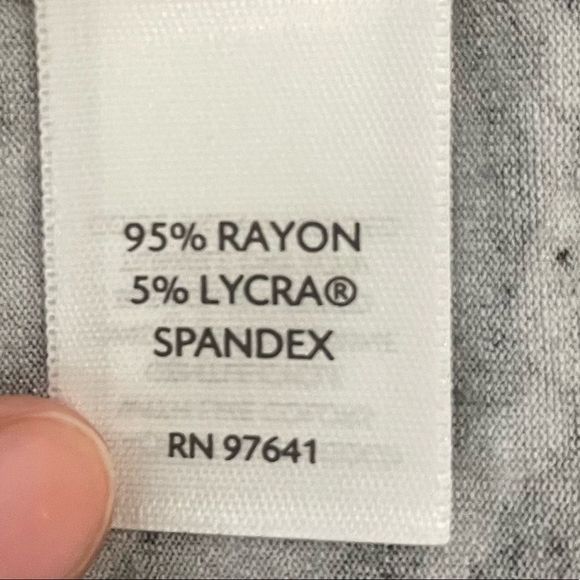 95% RAYON
5% LYCRA®
SPANDEX
RN 97641